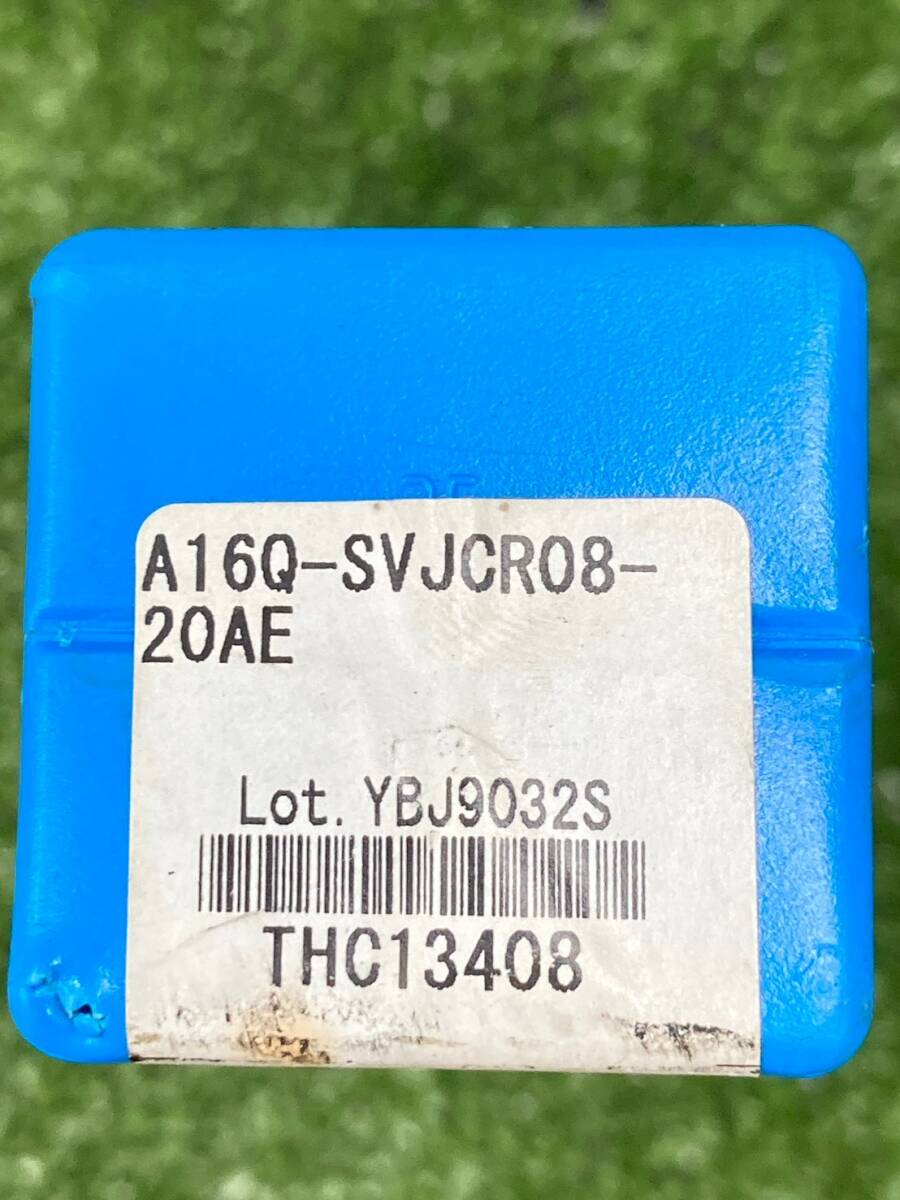 A16Q-SVJCR08-
20AE
Lot. YBJ9032S
THC13408